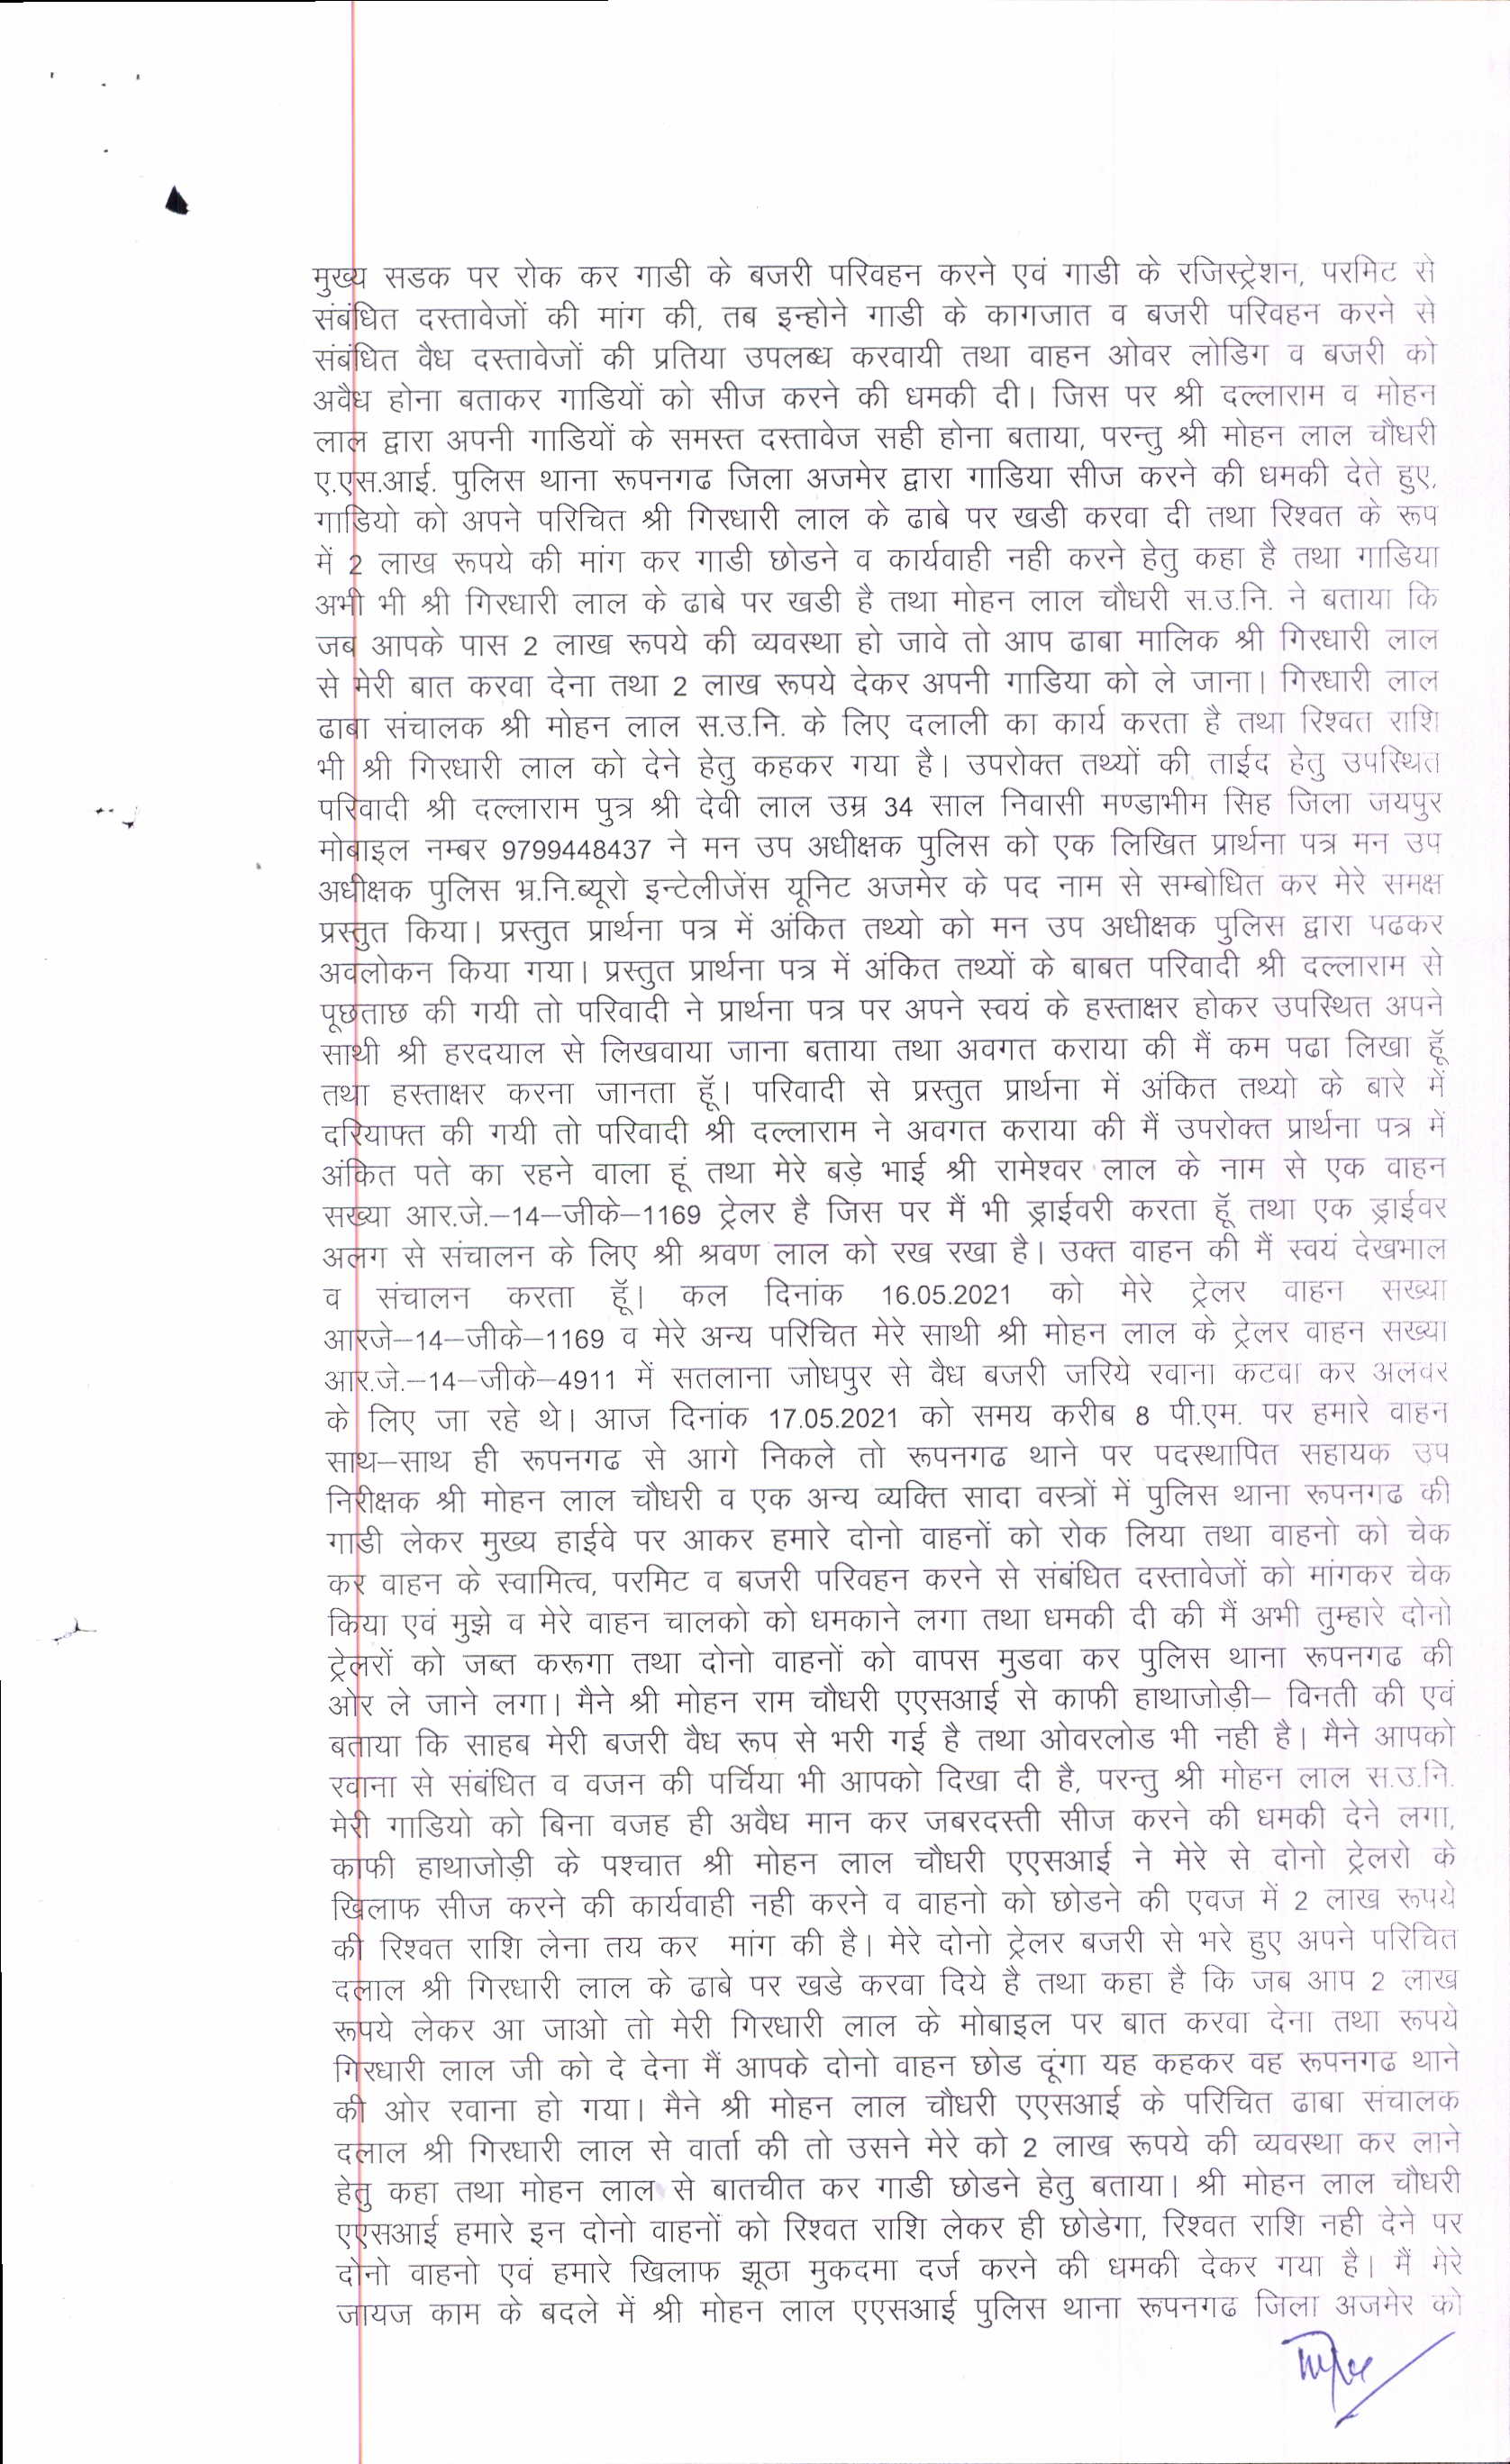 मुख्य सडक पर रोक कर गाडी के बजरी परिवहन करने एवं गाडी के रजिस्ट्रेशन, परमिट से
संबंधित दस्तावेजों की मांग की, तब इन्होने गाडी के कागजात व बजरी परिवहन करने से
संबंधित वैध दस्तावेजों की प्रतिया उपलब्ध करवायी तथा वाहन ओवर लोडिग व बजरी को
अवैध होना बताकर गाडियों को सीज करने की धमकी दी। जिस पर श्री दल्लाराम व मोहन
लाल द्वारा अपनी गाडियों के समस्त दस्तावेज सही होना बताया, परन्तु श्री मोहन लाल चौधरी
ए.एस.आई. पुलिस थाना रूपनगढ जिला अजमेर द्वारा गाडिया सीज करने की धमकी देते हुए,
गाडियो को अपने परिचित श्री गिरधारी लाल के ढाबे पर खडी करवा दी तथा रिश्वत के रूप
में 2 लाख रूपये की मांग कर गाडी छोडने व कार्यवाही नही करने हेतु कहा है तथा गाडिया
अभी भी श्री गिरधारी लाल के ढाबे पर खडी है तथा मोहन लाल चौधरी स.उ.नि. ने बताया कि
जब आपके पास 2 लाख रूपये की व्यवस्था हो जावे तो आप ढाबा मालिक श्री गिरधारी लाल
से मेरी बात करवा देना तथा 2 लाख रूपये देकर अपनी गाडिया को ले जाना। गिरधारी लाल
ढाबा संचालक श्री मोहन लाल स.उ.नि. के लिए दलाली का कार्य करता है तथा रिश्वत राशि
भी श्री गिरधारी लाल को देने हेतु कहकर गया है। उपरोक्त तथ्यों की ताईद हेतु उपस्थित
परिवादी श्री दल्लाराम पुत्र श्री देवी लाल उम्र 34 साल निवासी मण्डाभीम सिह जिला जयपुर
मोबाइल नम्बर 9799448437 ने मन उप अधीक्षक पुलिस को एक लिखित प्रार्थना पत्र मन उप
अधीक्षक पुलिस भ्र.नि.ब्यूरो इन्टेलीजेंस यूनिट अजमेर के पद नाम से सम्बोधित कर मेरे समक्ष
प्रस्तुत किया। प्रस्तुत प्रार्थना पत्र में अंकित तथ्यो को मन उप अधीक्षक पुलिस द्वारा पढकर
अवलोकन किया गया। प्रस्तुत प्रार्थना पत्र में अंकित तथ्यों के बाबत परिवादी श्री दल्लाराम से
पूछताछ की गयी तो परिवादी ने प्रार्थना पत्र पर अपने स्वयं के हस्ताक्षर होकर उपस्थित अपने
साथी श्री हरदयाल से लिखवाया जाना बताया तथा अवगत कराया की मैं कम पढा लिखा हूॅ
तथा हस्ताक्षर करना जानता हूॅ। परिवादी से प्रस्तुत प्रार्थना में अंकित तथ्यो के बारे में
दरियाफ्त की गयी तो परिवादी श्री दल्लाराम ने अवगत कराया की मैं उपरोक्त प्रार्थना पत्र में
अंकित पते का रहने वाला हूं तथा मेरे बड़े भाई श्री रामेश्वर लाल के नाम से एक वाहन
सख्या आर.जे.–14–जीके–1169 ट्रेलर है जिस पर मैं भी ड्राईवरी करता हूॅ तथा एक ड्राईवर
अलग से संचालन के लिए श्री श्रवण लाल को रख रखा है। उक्त वाहन की मैं स्वयं देखभाल
व संचालन करता हूॅ। कल दिनांक 16.05.2021 को मेरे ट्रेलर वाहन सख्या
आरजे–14–जीके–1169 व मेरे अन्य परिचित मेरे साथी श्री मोहन लाल के ट्रेलर वाहन सख्या
आर.जे.–14–जीके–4911 में सतलाना जोधपुर से वैध बजरी जरिये रवाना कटवा कर अलवर
के लिए जा रहे थे। आज दिनांक 17.05.2021 को समय करीब 8 पी.एम. पर हमारे वाहन
साथ–साथ ही रूपनगढ से आगे निकले तो रूपनगढ थाने पर पदस्थापित सहायक उप
निरीक्षक श्री मोहन लाल चौधरी व एक अन्य व्यक्ति सादा वस्त्रों में पुलिस थाना रूपनगढ की
गाडी लेकर मुख्य हाईवे पर आकर हमारे दोनो वाहनों को रोक लिया तथा वाहनो को चेक
कर वाहन के स्वामित्व, परमिट व बजरी परिवहन करने से संबंधित दस्तावेजों को मांगकर चेक
किया एवं मुझे व मेरे वाहन चालको को धमकाने लगा तथा धमकी दी की मैं अभी तुम्हारे दोनो
ट्रेलरों को जब्त करूगा तथा दोनो वाहनों को वापस मुडवा कर पुलिस थाना रूपनगढ की
ओर ले जाने लगा। मैने श्री मोहन राम चौधरी एएसआई से काफी हाथाजोड़ी– विनती की एवं
बताया कि साहब मेरी बजरी वैध रूप से भरी गई है तथा ओवरलोड भी नही है। मैने आपको
रवाना से संबंधित व वजन की पर्चिया भी आपको दिखा दी है, परन्तु श्री मोहन लाल स.उ.नि.
मेरी गाडियो को बिना वजह ही अवैध मान कर जबरदस्ती सीज करने की धमकी देने लगा,
काफी हाथाजोड़ी के पश्चात श्री मोहन लाल चौधरी एएसआई ने मेरे से दोनो ट्रेलरो के
खिलाफ सीज करने की कार्यवाही नही करने व वाहनो को छोडने की एवज में 2 लाख रूपये
की रिश्वत राशि लेना तय कर मांग की है। मेरे दोनो ट्रेलर बजरी से भरे हुए अपने परिचित
दलाल श्री गिरधारी लाल के ढाबे पर खडे करवा दिये है तथा कहा है कि जब आप 2 लाख
रूपये लेकर आ जाओ तो मेरी गिरधारी लाल के मोबाइल पर बात करवा देना तथा रूपये
गिरधारी लाल जी को दे देना मैं आपके दोनो वाहन छोड दूंगा यह कहकर वह रूपनगढ थाने
की ओर रवाना हो गया। मैने श्री मोहन लाल चौधरी एएसआई के परिचित ढाबा संचालक
दलाल श्री गिरधारी लाल से वार्ता की तो उसने मेरे को 2 लाख रूपये की व्यवस्था कर लाने
हेतु कहा तथा मोहन लाल से बातचीत कर गाडी छोडने हेतु बताया। श्री मोहन लाल चौधरी
एएसआई हमारे इन दोनो वाहनों को रिश्वत राशि लेकर ही छोडेगा, रिश्वत राशि नही देने पर
दोनो वाहनो एवं हमारे खिलाफ झूठा मुकदमा दर्ज करने की धमकी देकर गया है। मैं मेरे
जायज काम के बदले में श्री मोहन लाल एएसआई पुलिस थाना रूपनगढ जिला अजमेर को